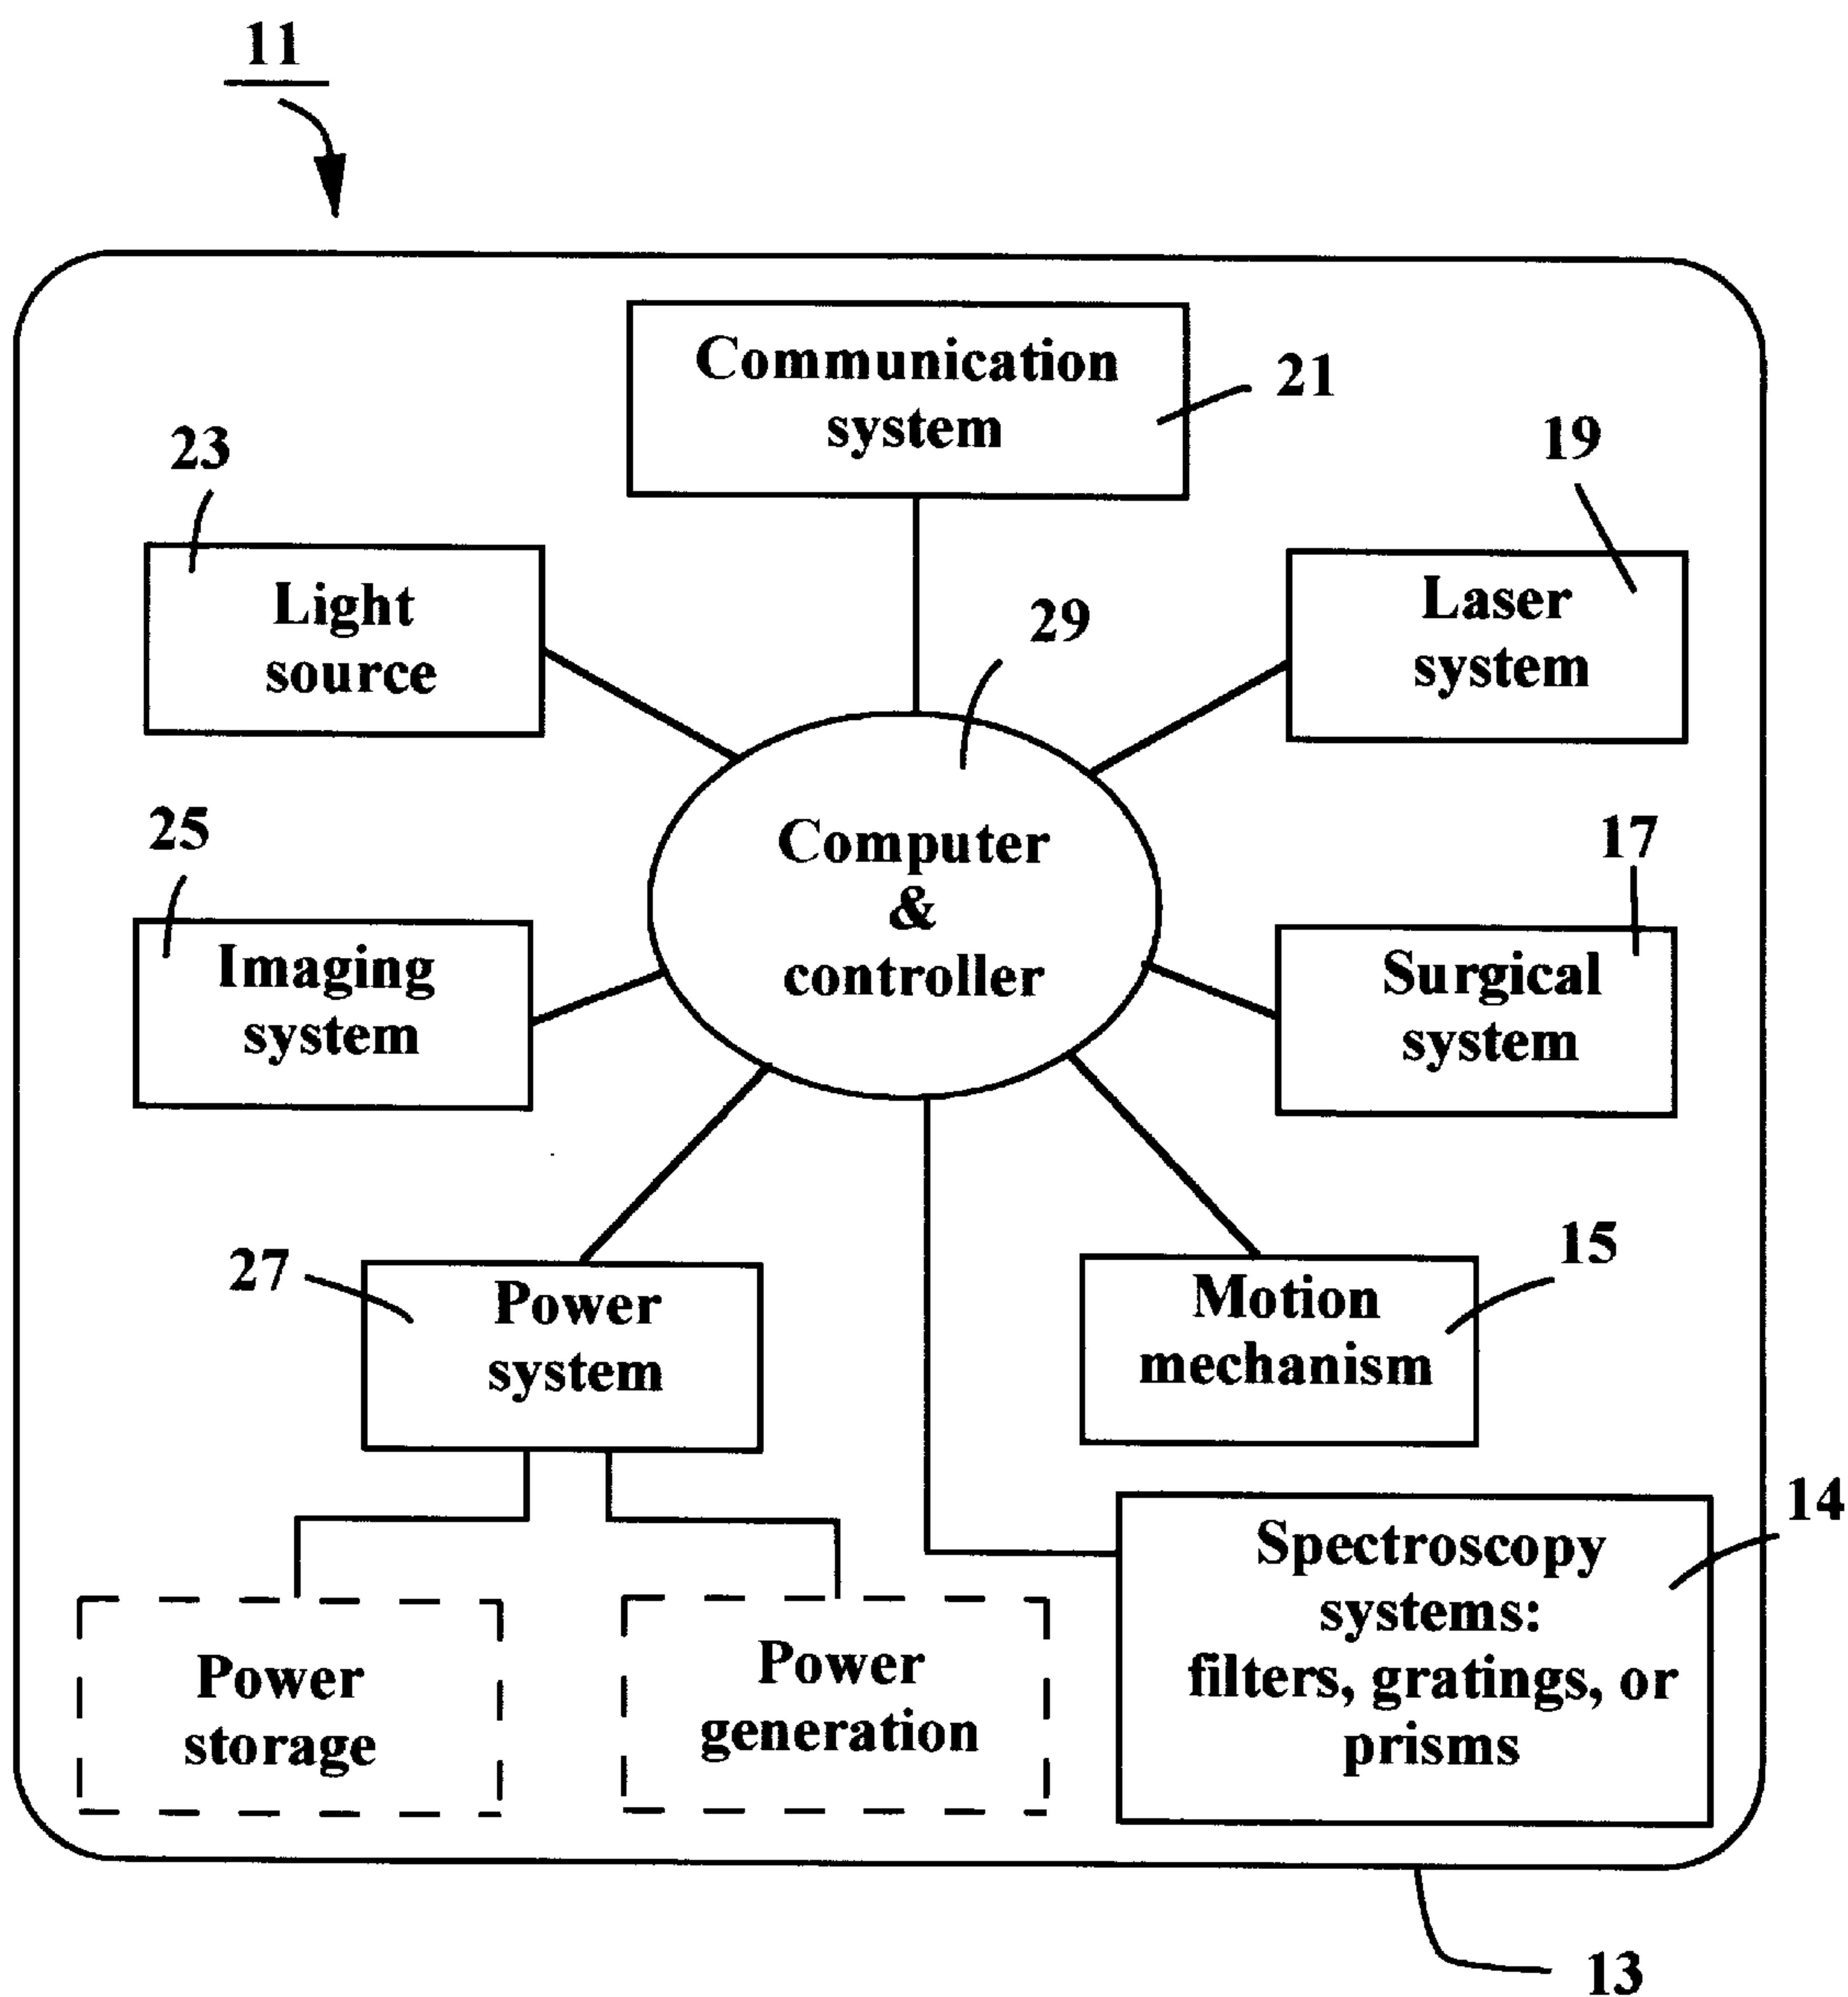 11
Communication
system
21
23
19
Light
source
Laser
system
29
25
17
Computer
&
controller
Imaging
system
Surgical
system
27
15
Power
system
Motion
mechanism
14
Spectroscopy
systems:
filters, gratings, or
prisms
Power
storage
Power
generation
13